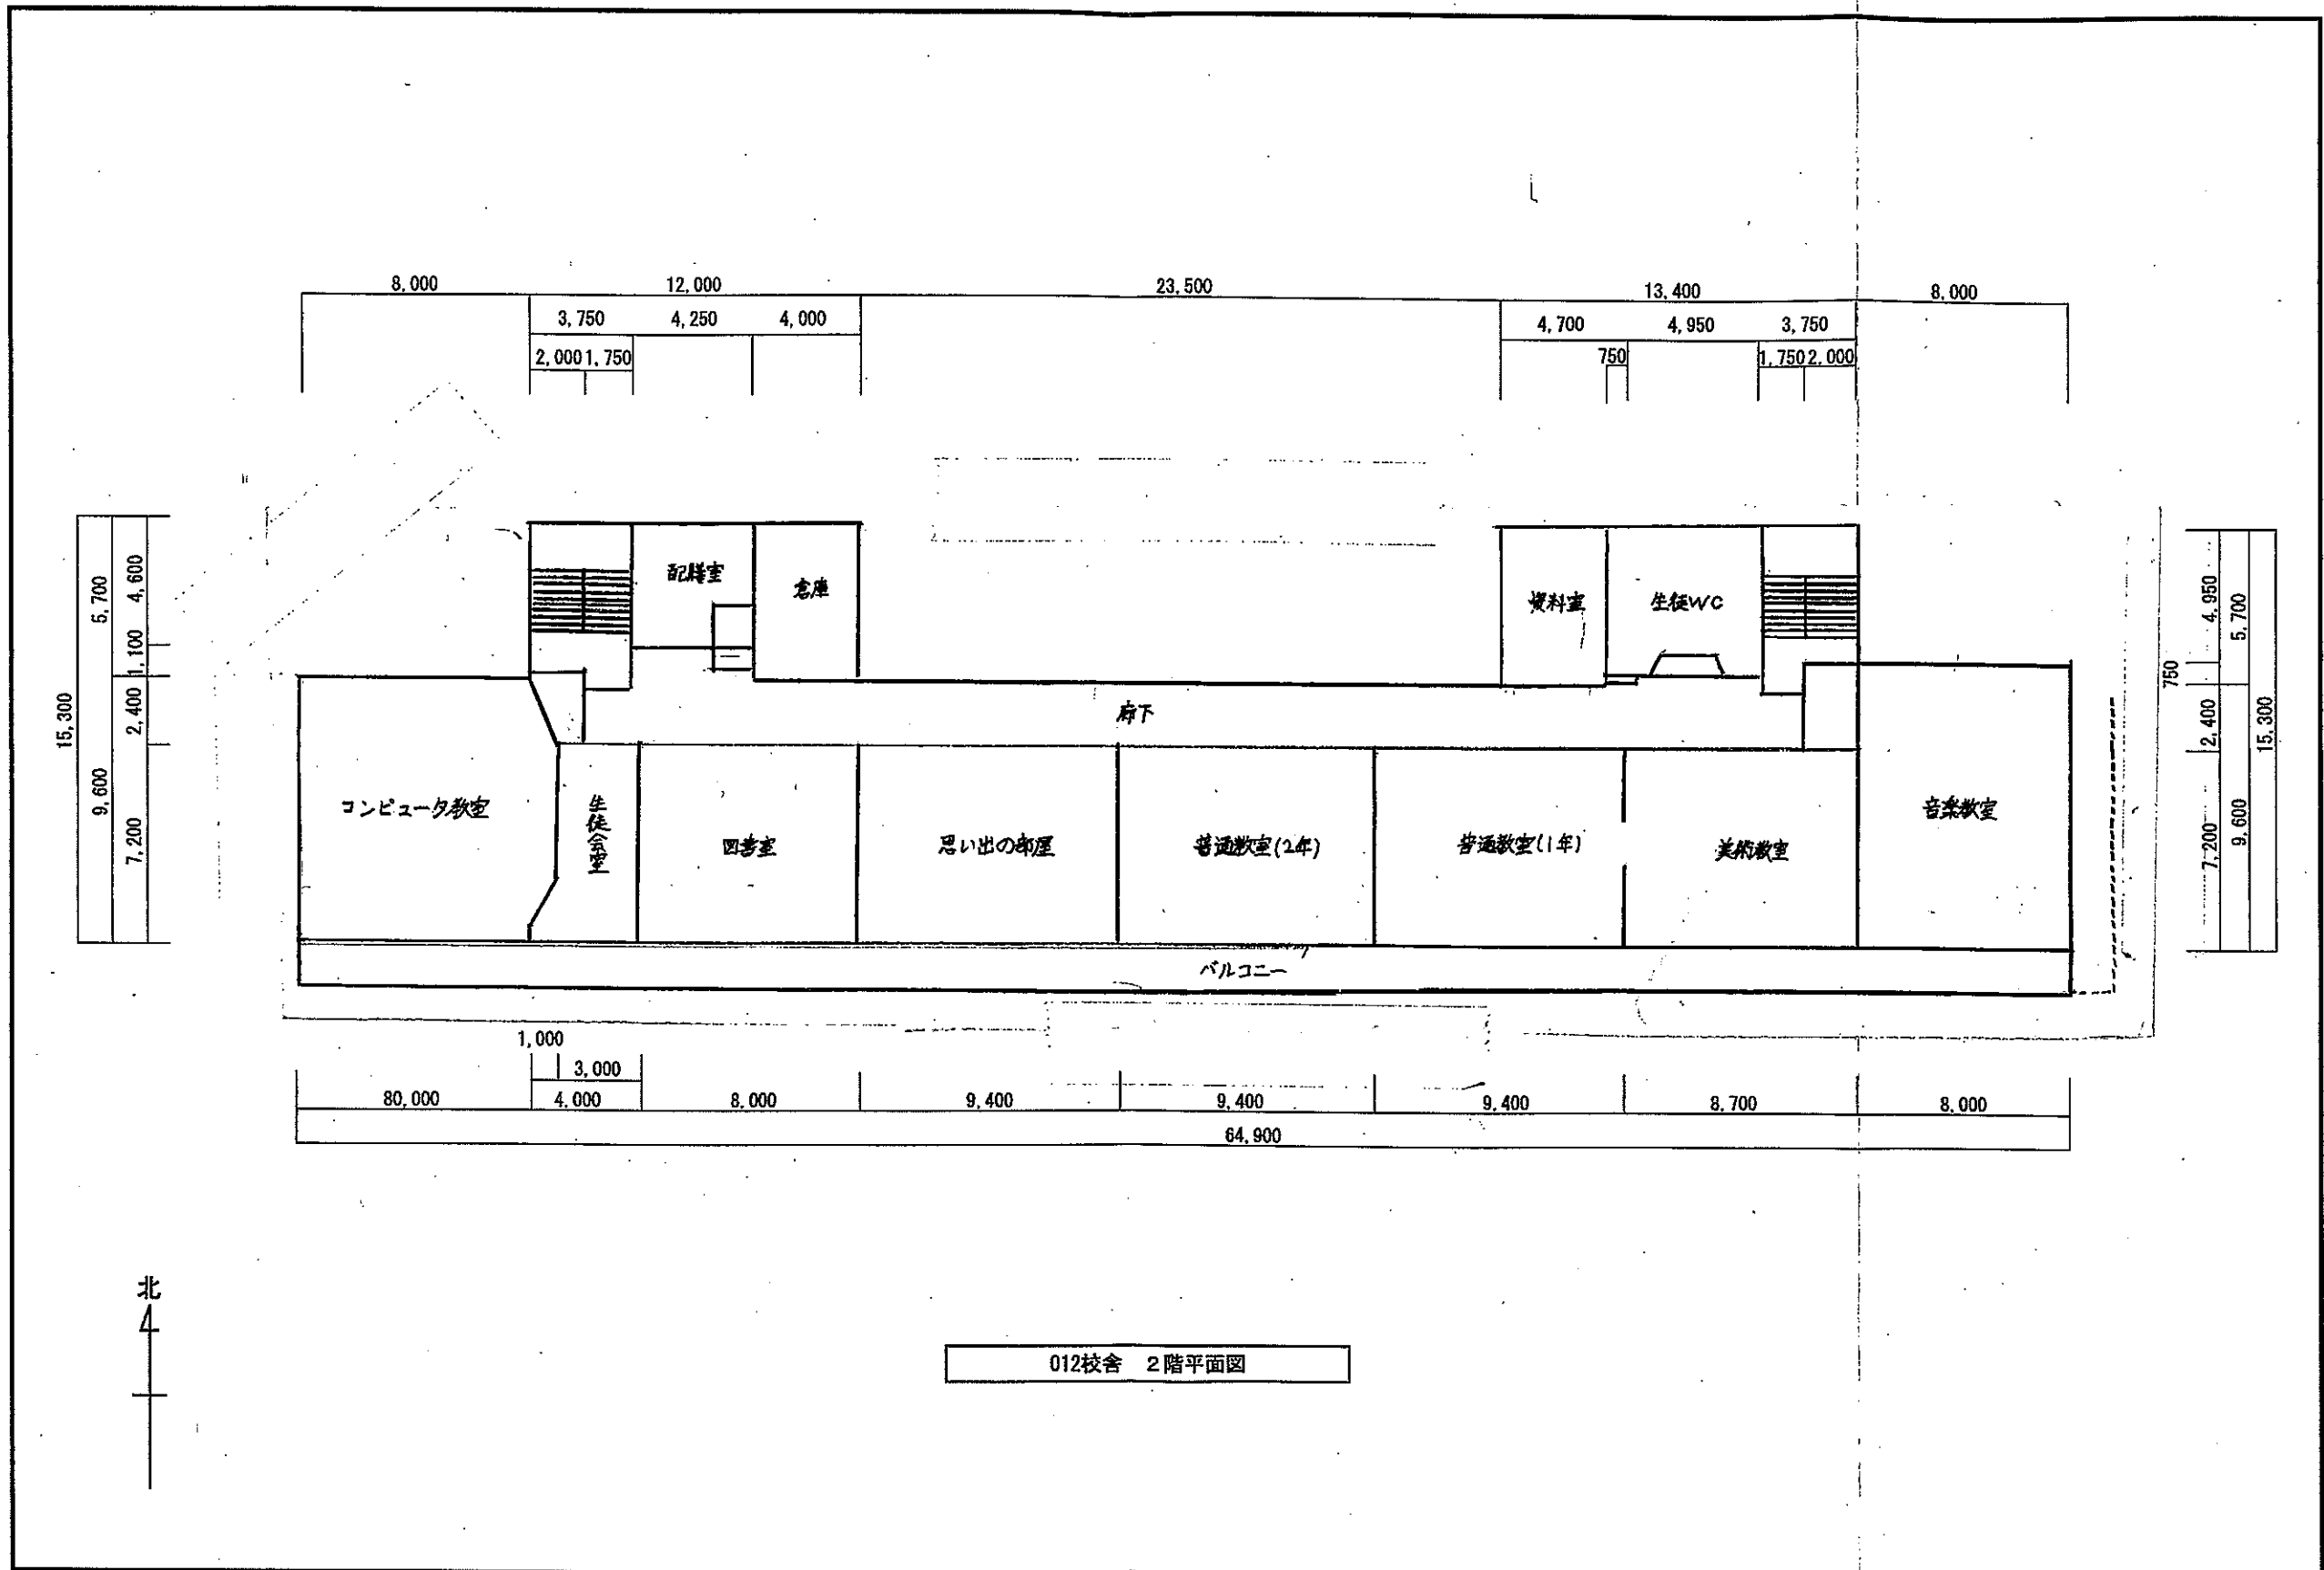 8,000 12,000 23,500 13,400 8,000
3,750 4,250 4,000 4,700 4,950 3,750
2,000 1,750 750 1,750 2,000
15,300
5,700
9,600
4,600
1,100
2,400
7,200
配膳室
倉庫
資料室
生徒WC
廊下
コンピュータ教室
生徒会室
図書室
思い出の部屋
普通教室(2年)
普通教室(1年)
美術教室
音楽教室
バルコニー
4,950
750
2,400
7,200
5,700
9,600
15,300
1,000
3,000
80,000 4,000 8,000 9,400 9,400 9,400 8,700 8,000
64,900
北
012校舎 2階平面図